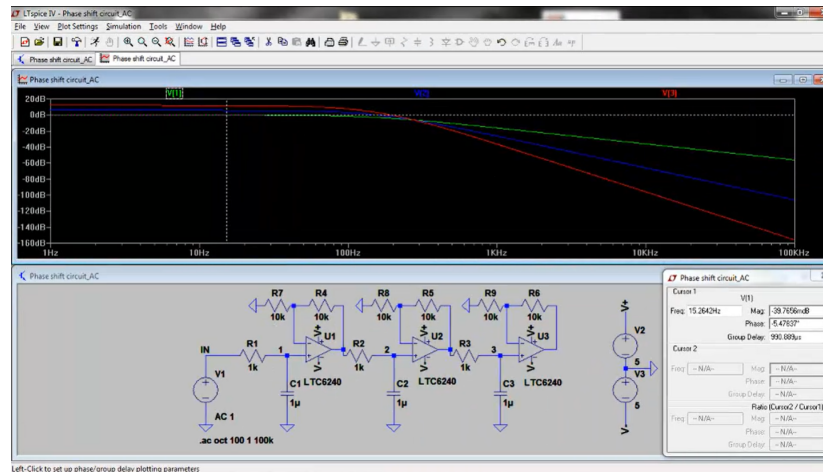 LTspice IV - Phase shift circuit_AC
File View Plot Settings Simulation Tools Window Help
Phase shift circuit_AC Phase shift circuit_AC
Phase shift circuit_AC
V(1) V(2) V(3)
20dB
0dB
-20dB
-40dB
-60dB
-80dB
-100dB
-120dB
-140dB
-160dB
1Hz 10Hz 100Hz 1KHz 10KHz 100KHz
Phase shift circuit_AC
R7 R4 R8 R5 R9 R6
10k 10k 10k 10k 10k 10k
V+ V+ V+ V+
U1 U2 U3
V2
IN R1 1 R2 2 R3 3
1k 1k 1k
V- V- V-
5
V1 C1 LTC6240 C2 LTC6240 C3 LTC6240 V3
1µ 1µ 1µ 5
AC 1
V-
.ac oct 100 1 100k
Phase shift circuit_AC
Cursor 1
V(1)
Freq: 15.2642Hz Mag: -39.7656mdB
Phase: -5.47837°
Group Delay: 990.889µs
Cursor 2
Freq: -- N/A-- Mag: -- N/A--
Phase: -- N/A--
Group Delay: -- N/A--
Ratio (Cursor2 / Cursor1)
Freq: -- N/A-- Mag: -- N/A--
Phase: -- N/A--
Group Delay: -- N/A--
Left-Click to set up phase/group delay plotting parameters